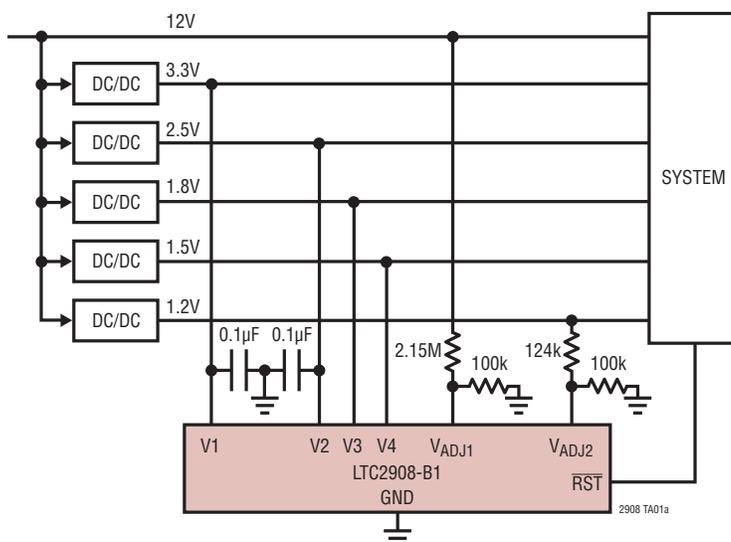 12V
DC/DC
3.3V
DC/DC
2.5V
DC/DC
1.8V
DC/DC
1.5V
DC/DC
1.2V
SYSTEM
0.1µF
0.1µF
2.15M
100k
124k
100k
V1
V2
V3
V4
VADJ1
VADJ2
LTC2908-B1
RST
GND
2908 TA01a